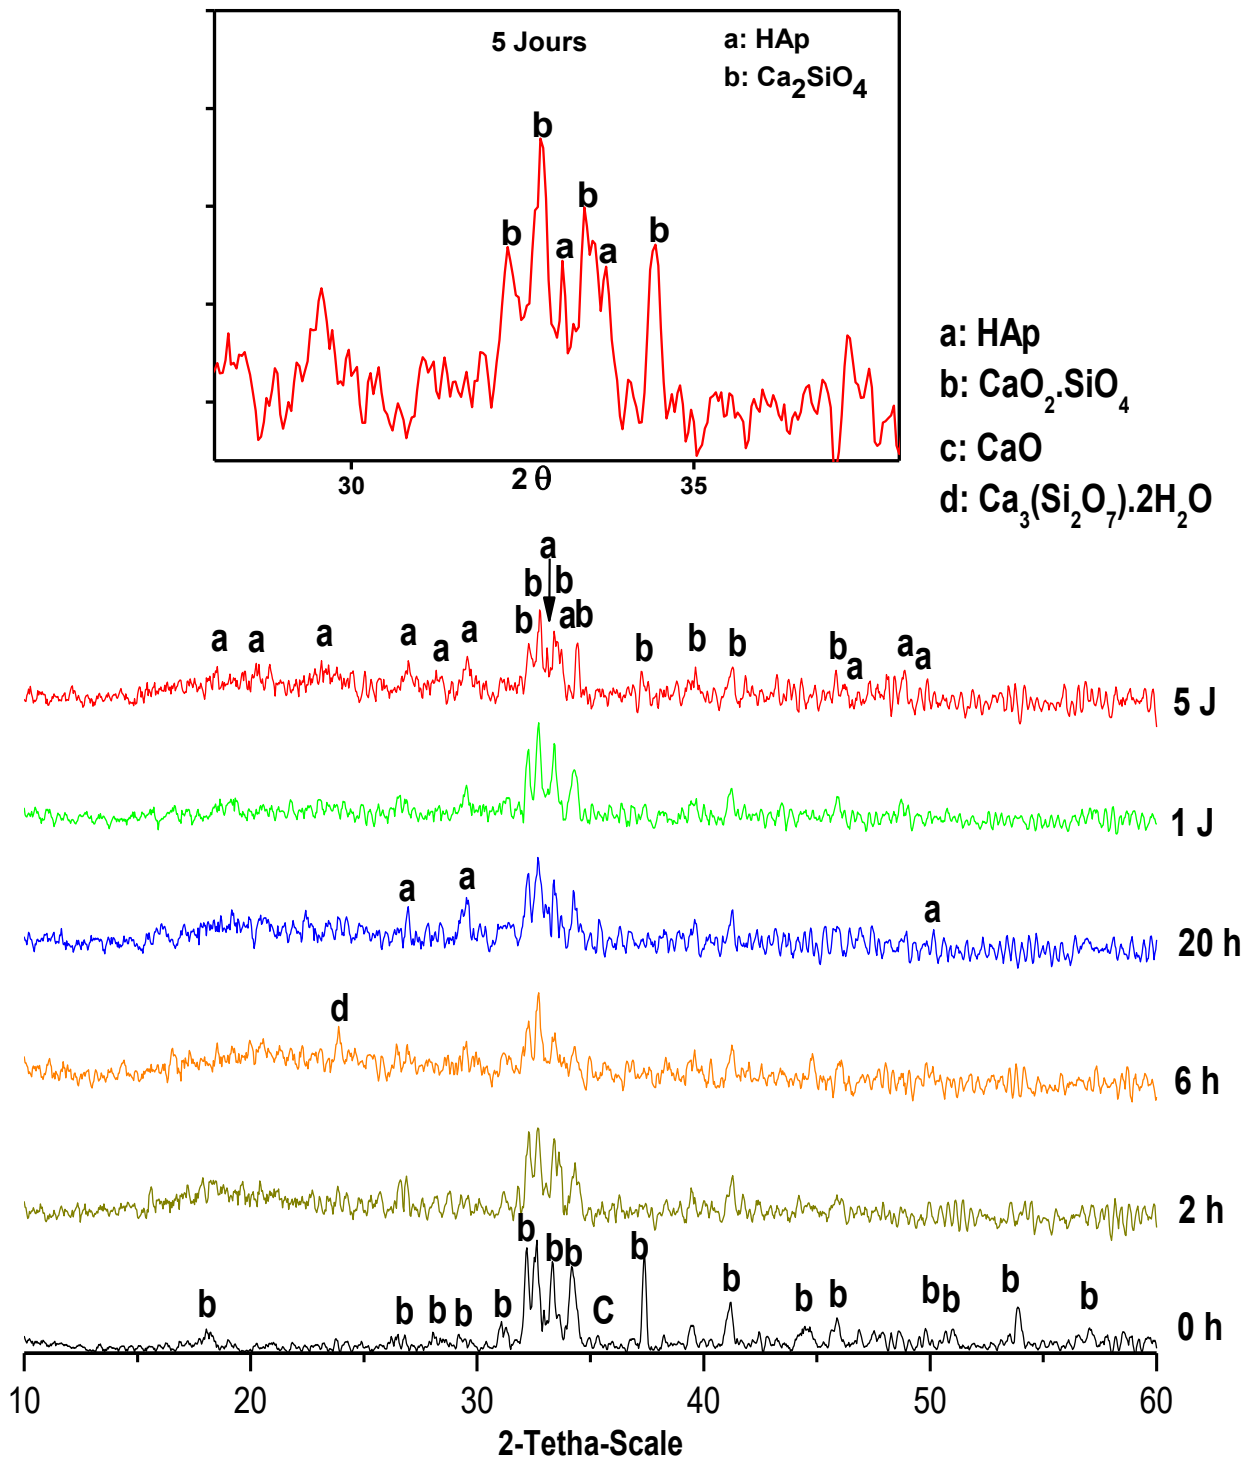 5 Jours
a: HAp
b: Ca2SiO4
b
b
a
b
a
b
30
2 θ
35
a: HAp
b: CaO2.SiO4
c: CaO
d: Ca3(Si2O7).2H2O
a
b b
b a b
a a a a a a b b b b a a a
5 J
1 J
a a a
20 h
d
6 h
2 h
b b b b
b b b b b C b b b b b b b
0 h
10 20 30 40 50 60
2-Tetha-Scale